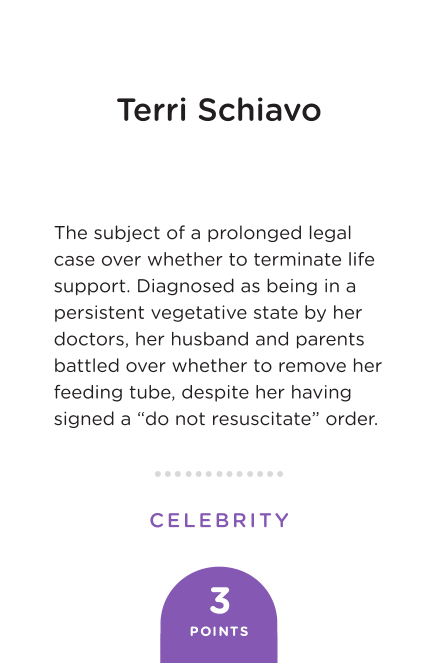 Terri Schiavo
The subject of a prolonged legal
case over whether to terminate life
support. Diagnosed as being in a
persistent vegetative state by her
doctors, her husband and parents
battled over whether to remove her
feeding tube, despite her having
signed a “do not resuscitate” order.
CELEBRITY
3
POINTS